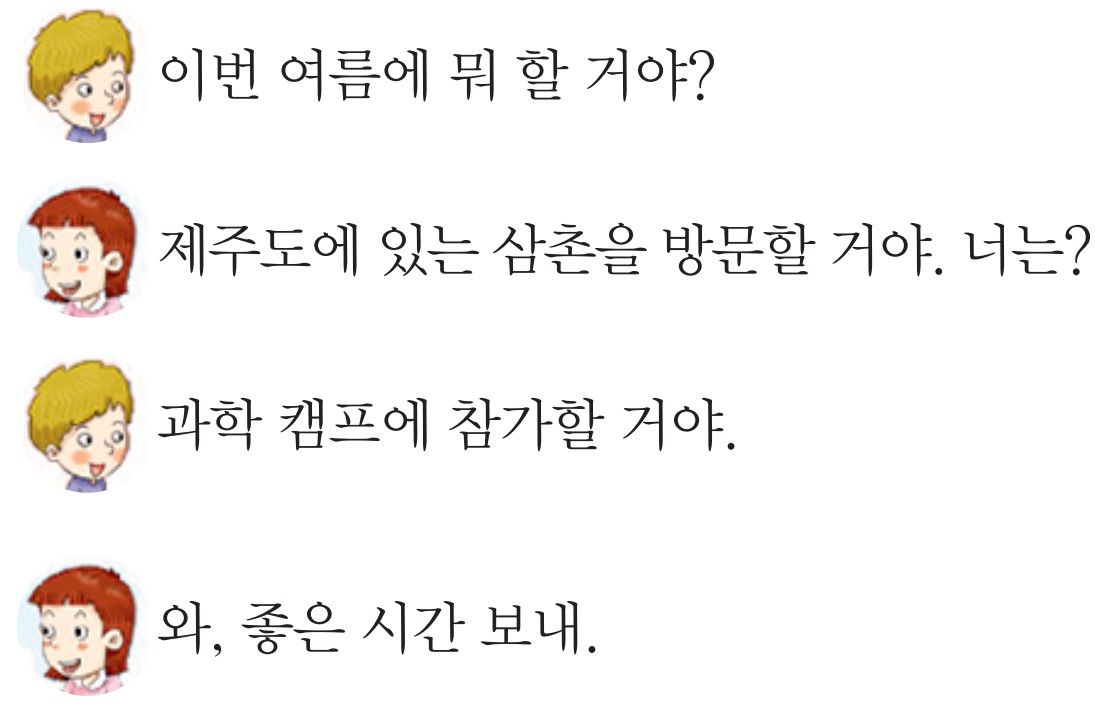 이번 여름에 뭐 할 거야?
제주도에 있는 삼촌을 방문할 거야. 너는?
과학 캠프에 참가할 거야.
와, 좋은 시간 보내.